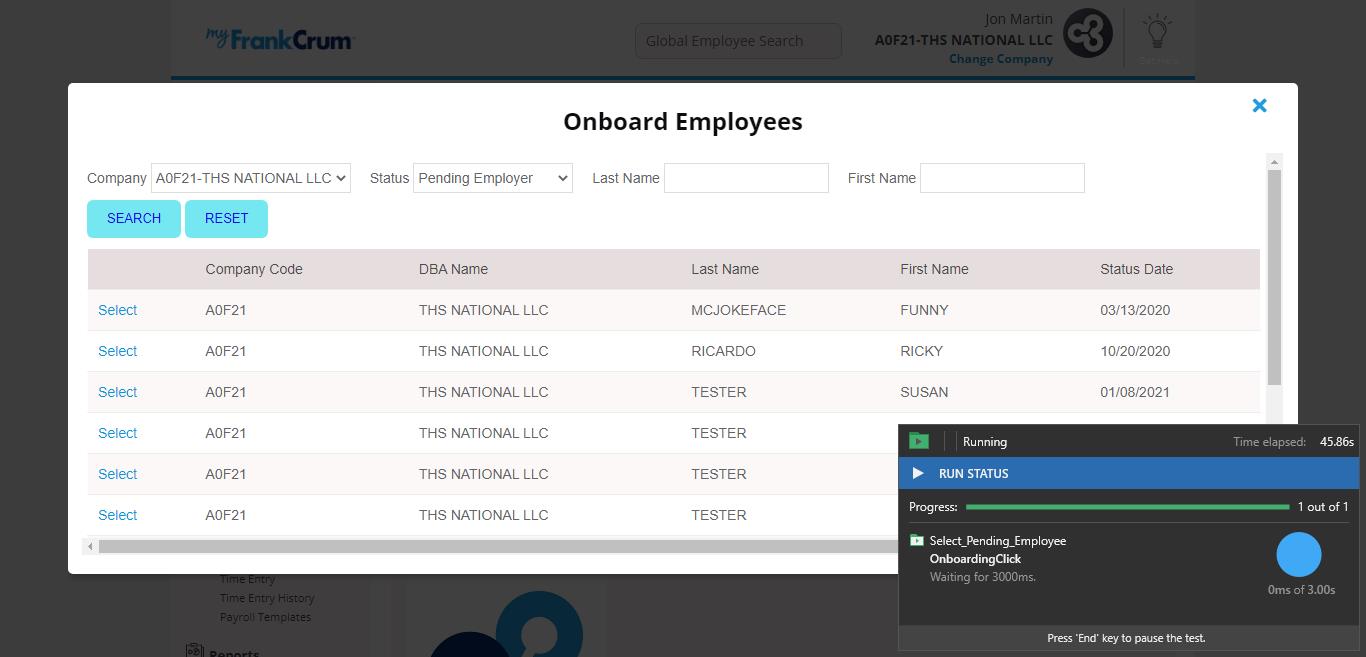 myFrankCrum
Global Employee Search
Jon Martin
A0F21-THS NATIONAL LLC
Change Company
Onboard Employees
Company A0F21-THS NATIONAL LLC Status Pending Employer Last Name First Name
SEARCH RESET
Company Code DBA Name Last Name First Name Status Date
Select A0F21 THS NATIONAL LLC MCJOKEFACE FUNNY 03/13/2020
Select A0F21 THS NATIONAL LLC RICARDO RICKY 10/20/2020
Select A0F21 THS NATIONAL LLC TESTER SUSAN 01/08/2021
Select A0F21 THS NATIONAL LLC TESTER
Select A0F21 THS NATIONAL LLC TESTER
Select A0F21 THS NATIONAL LLC TESTER
Running Time elapsed: 45.86s
RUN STATUS
Progress: 1 out of 1
Select_Pending_Employee
OnboardingClick
Waiting for 3000ms.
0ms of 3.00s
Press 'End' key to pause the test.
Time Entry
Time Entry History
Payroll Templates
Reports